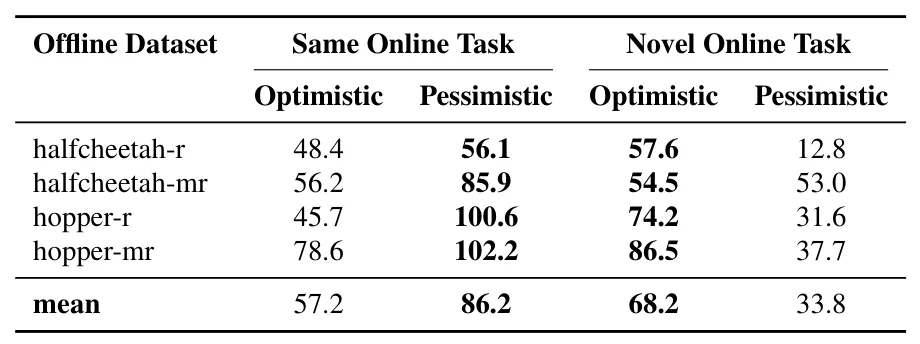 Offline Dataset Same Online Task Novel Online Task
Optimistic Pessimistic Optimistic Pessimistic
halfcheetah-r 48.4 56.1 57.6 12.8
halfcheetah-mr 56.2 85.9 54.5 53.0
hopper-r 45.7 100.6 74.2 31.6
hopper-mr 78.6 102.2 86.5 37.7
mean 57.2 86.2 68.2 33.8